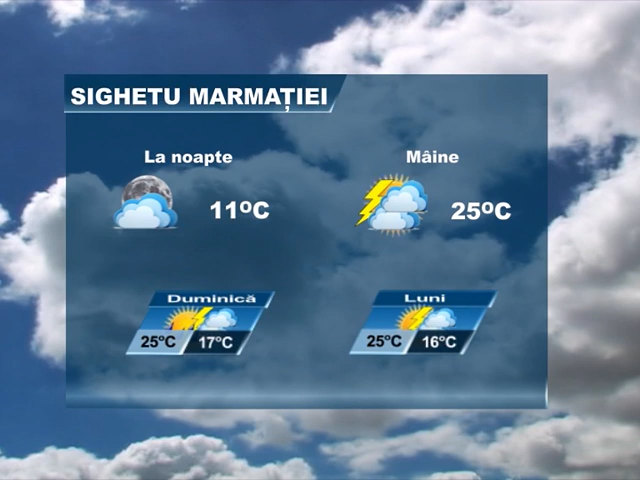 SIGHETU MARMAȚIEI
La noapte
Mâine
11ºC
25ºC
Duminică
Luni
25ºC
17ºC
25ºC
16ºC